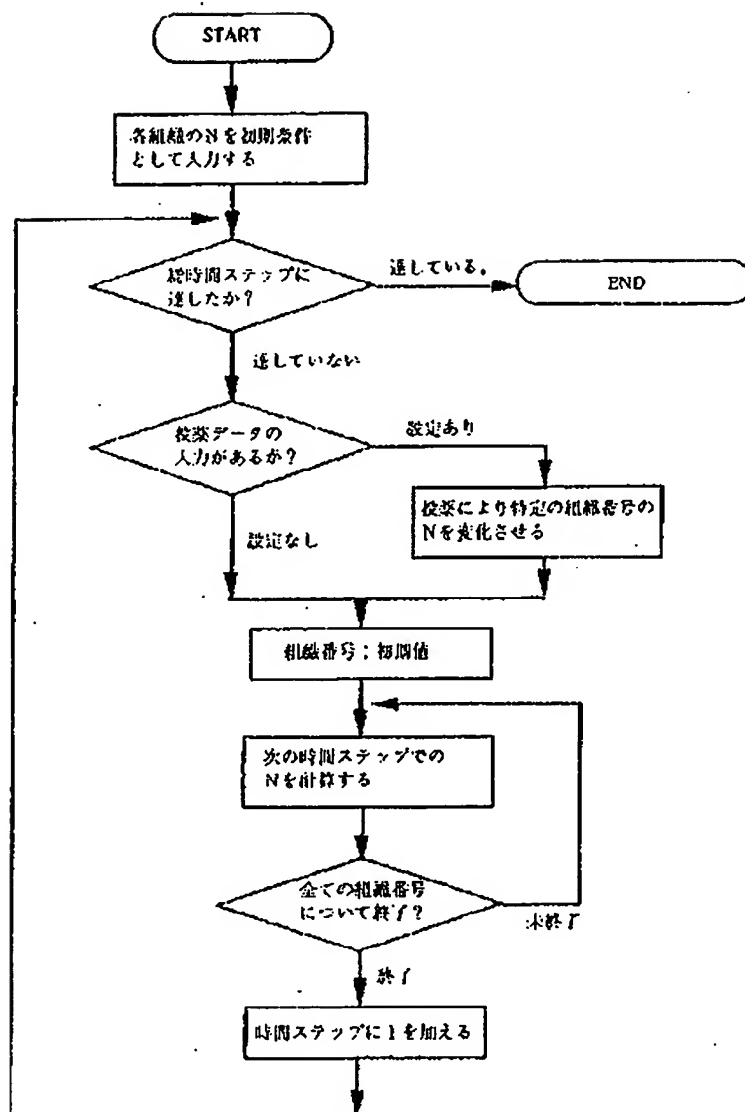 START
各組織のNを初期条件
として入力する
総時間ステップに
達したか?
達している。
END
達していない
投薬データの
入力があるか?
設定あり
投薬により特定の組織番号の
Nを変化させる
設定なし
組織番号:初期値
次の時間ステップでの
Nを計算する
全ての組織番号
について終了?
未終了
終了
時間ステップに1を加える